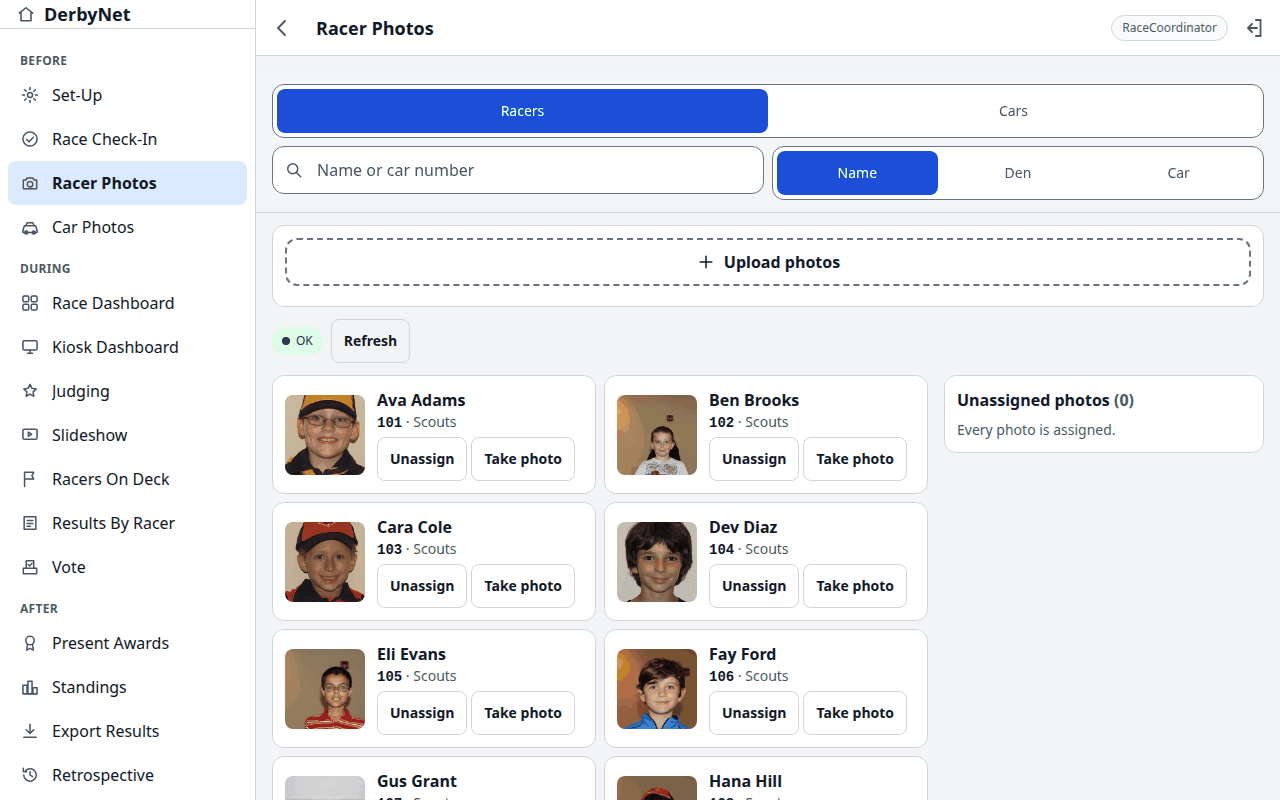 DerbyNet
BEFORE
Set-Up
Race Check-In
Racer Photos
Car Photos
DURING
Race Dashboard
Kiosk Dashboard
Judging
Slideshow
Racers On Deck
Results By Racer
Vote
AFTER
Present Awards
Standings
Export Results
Retrospective
Racer Photos
RaceCoordinator
Racers
Cars
Name or car number
Name
Den
Car
Upload photos
OK
Refresh
Ava Adams
101 · Scouts
Unassign
Take photo
Ben Brooks
102 · Scouts
Unassign
Take photo
Cara Cole
103 · Scouts
Unassign
Take photo
Dev Diaz
104 · Scouts
Unassign
Take photo
Eli Evans
105 · Scouts
Unassign
Take photo
Fay Ford
106 · Scouts
Unassign
Take photo
Gus Grant
Hana Hill
Unassigned photos (0)
Every photo is assigned.